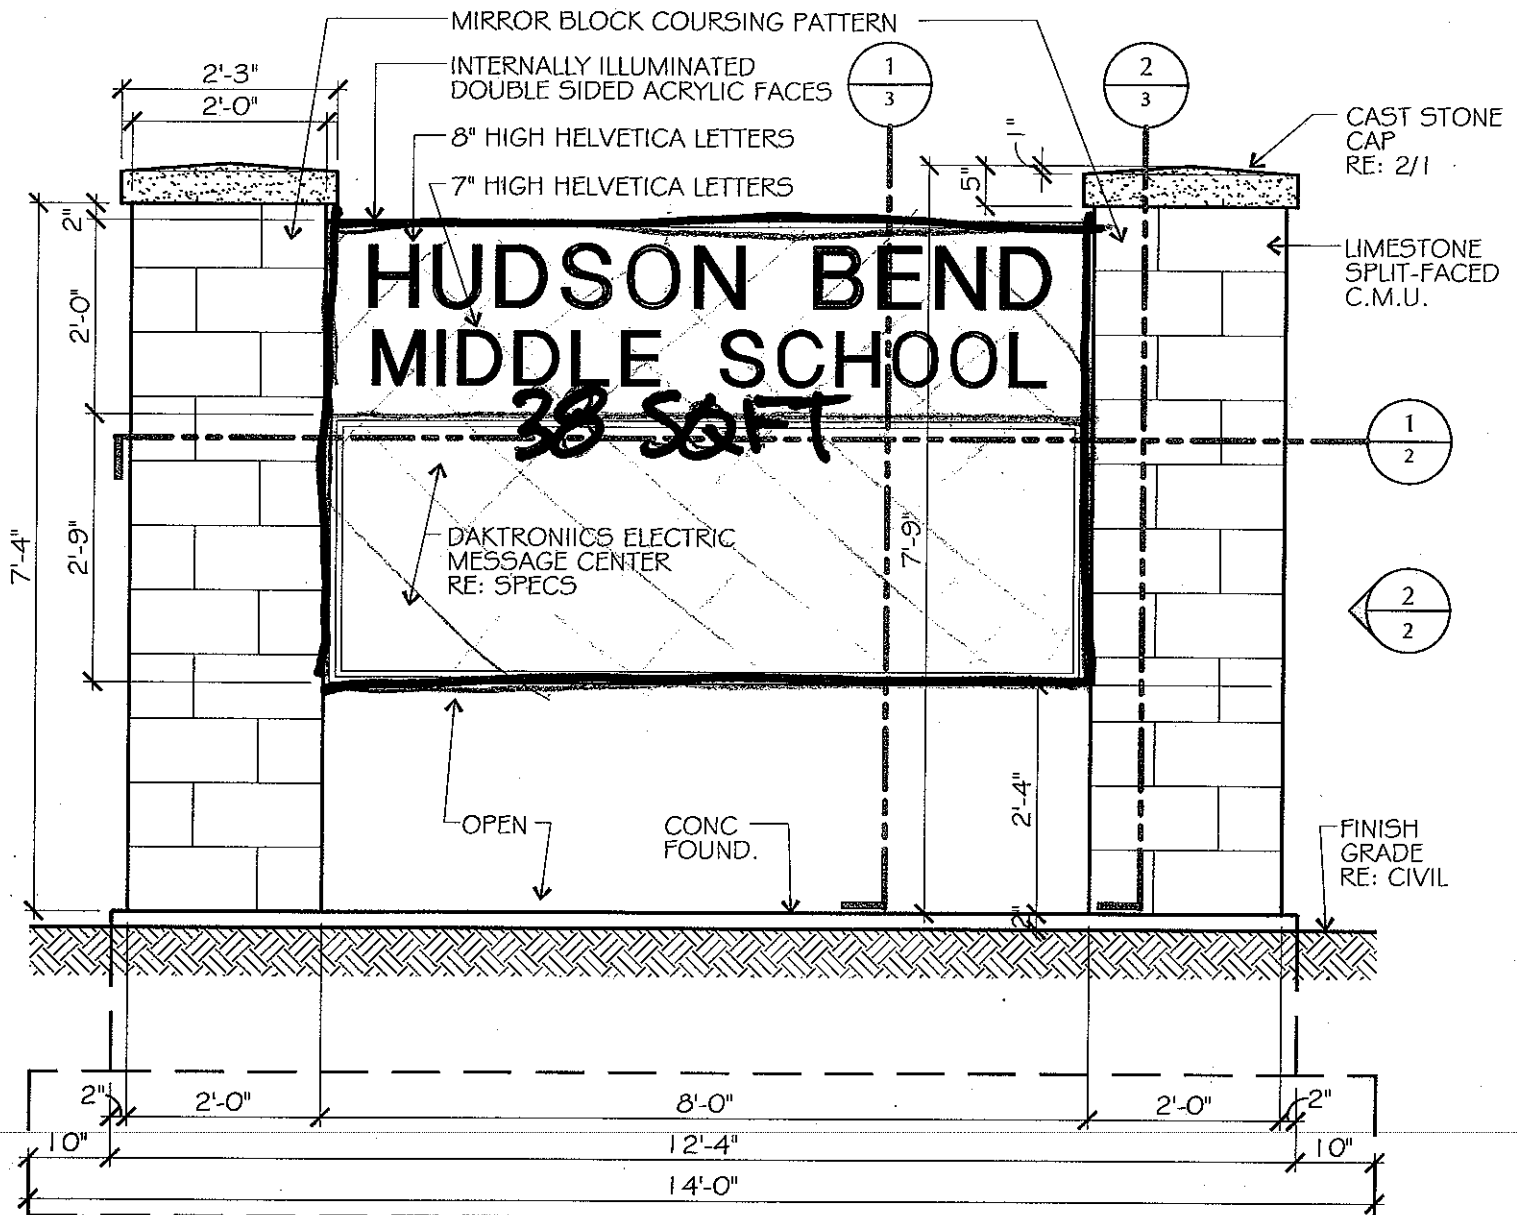 MIRROR BLOCK COURSING PATTERN
INTERNALLY ILLUMINATED
DOUBLE SIDED ACRYLIC FACES
8" HIGH HELVETICA LETTERS
7" HIGH HELVETICA LETTERS
1
3
2
3
CAST STONE
CAP
RE: 2/1
2'-3"
2'-0"
1"
5"
2"
LIMESTONE
SPLIT-FACED
C.M.U.
HUDSON BEND
MIDDLE SCHOOL
38 SQFT
2'-0"
1
2
7'-4"
2'-9"
DAKTRONIICS ELECTRIC
MESSAGE CENTER
RE: SPECS
7'-9"
2
2
OPEN
CONC
FOUND.
2'-4"
2"
FINISH
GRADE
RE: CIVIL
2"
2'-0"
8'-0"
2'-0"
2"
10"
12'-4"
10"
14'-0"